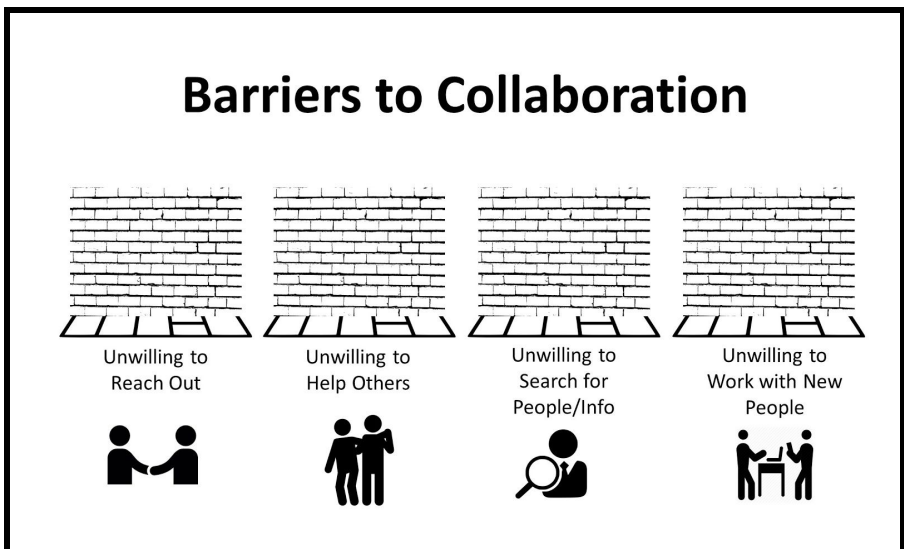 Barriers to Collaboration
Unwilling to
Reach Out
Unwilling to
Help Others
Unwilling to
Search for
People/Info
Unwilling to
Work with New
People